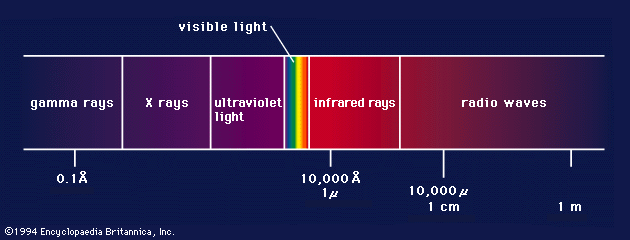 visible light
gamma rays
X rays
ultraviolet
light
infrared rays
radio waves
0.1Å
10,000Å
1μ
10,000μ
1 cm
1 m
©1994 Encyclopaedia Britannica, Inc.